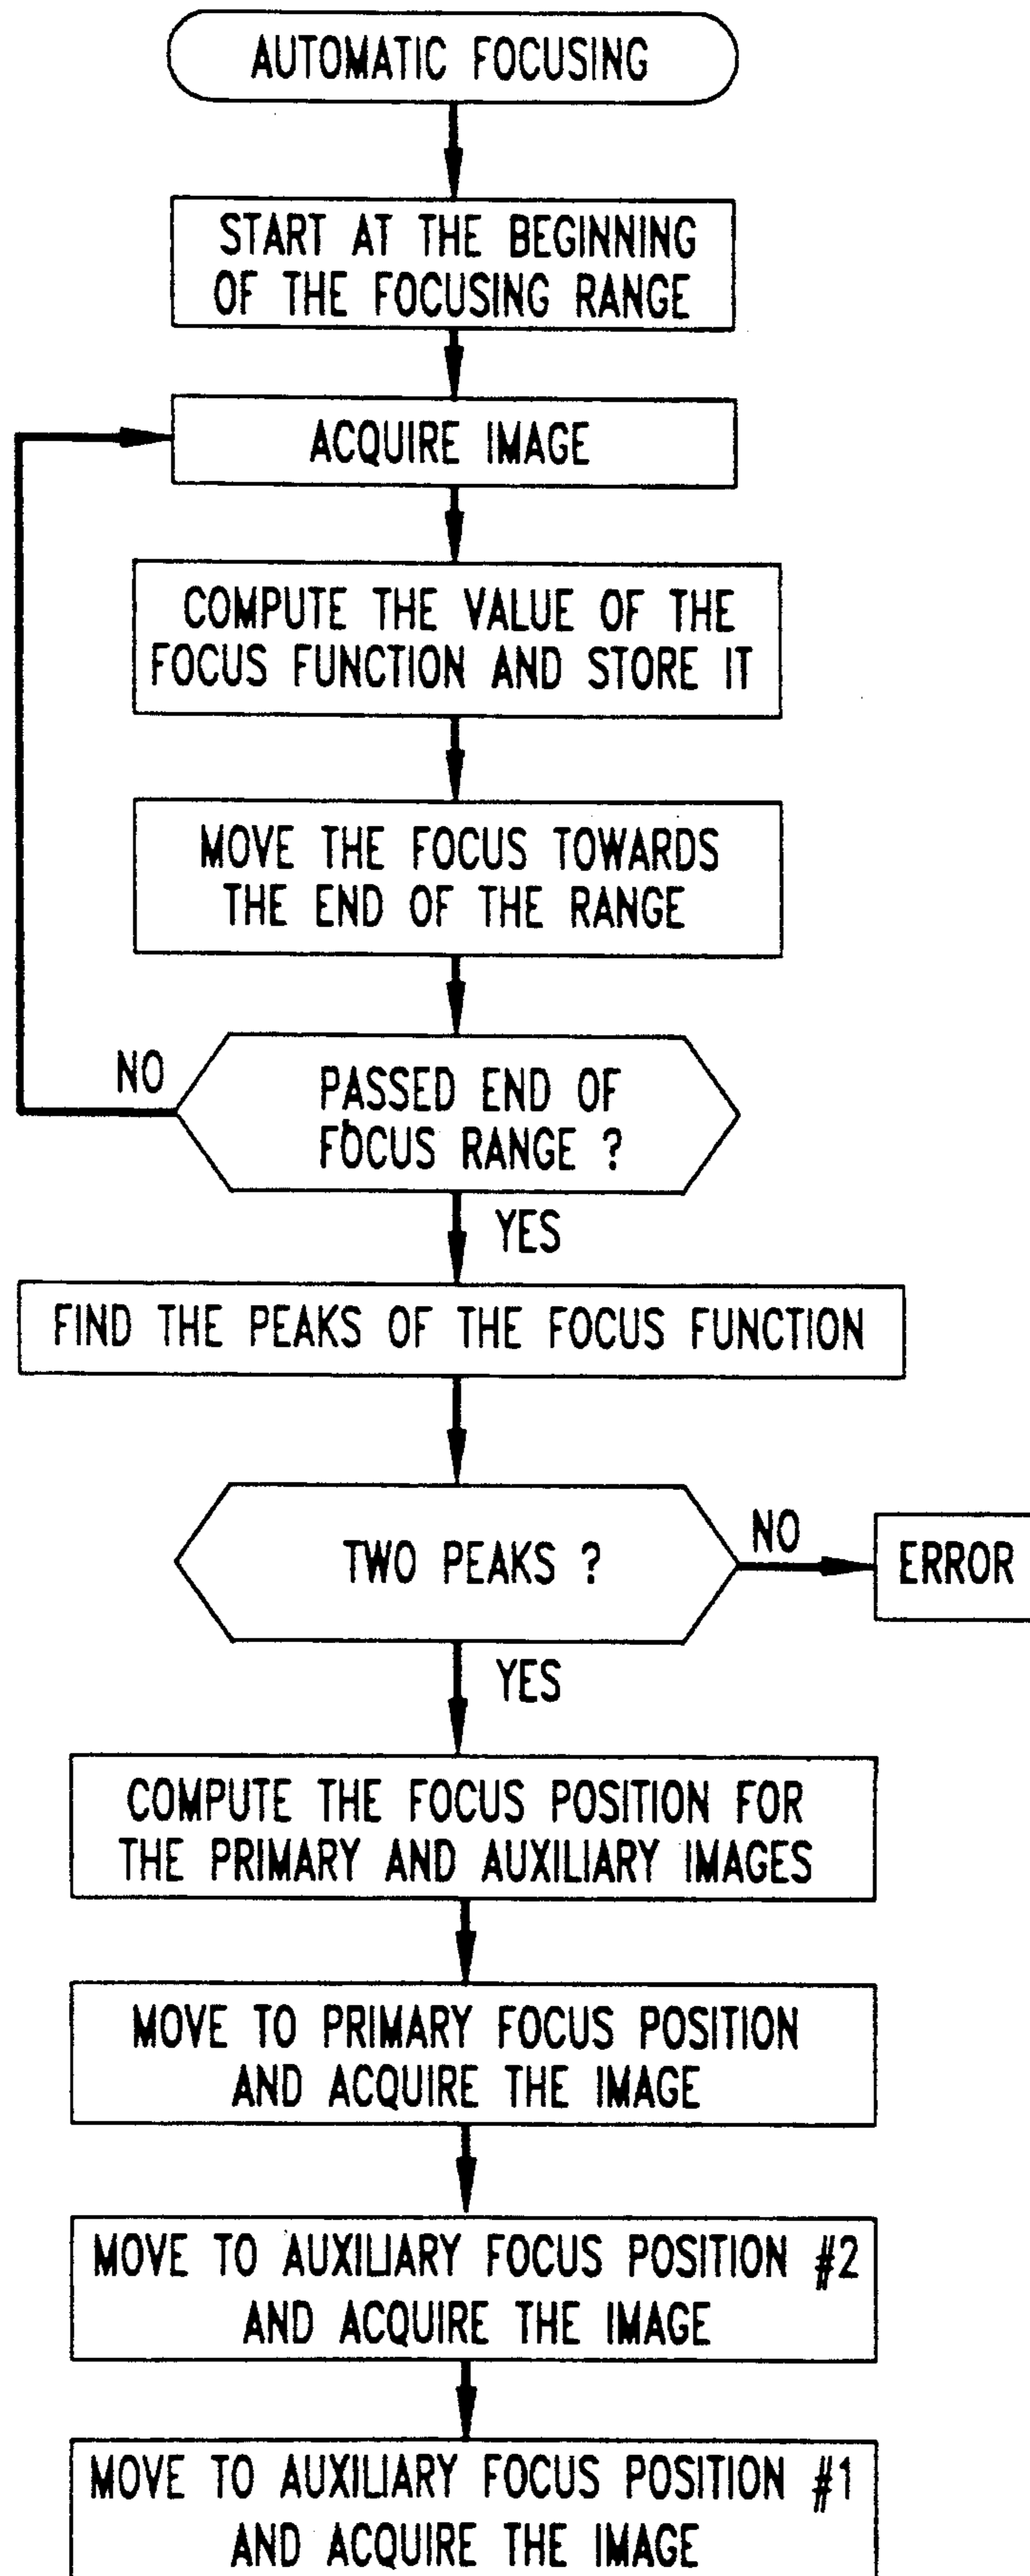 AUTOMATIC FOCUSING
START AT THE BEGINNING
OF THE FOCUSING RANGE
ACQUIRE IMAGE
COMPUTE THE VALUE OF THE
FOCUS FUNCTION AND STORE IT
MOVE THE FOCUS TOWARDS
THE END OF THE RANGE
NO
PASSED END OF
FOCUS RANGE ?
YES
FIND THE PEAKS OF THE FOCUS FUNCTION
TWO PEAKS ?
NO
ERROR
YES
COMPUTE THE FOCUS POSITION FOR
THE PRIMARY AND AUXILIARY IMAGES
MOVE TO PRIMARY FOCUS POSITION
AND ACQUIRE THE IMAGE
MOVE TO AUXILIARY FOCUS POSITION #2
AND ACQUIRE THE IMAGE
MOVE TO AUXILIARY FOCUS POSITION #1
AND ACQUIRE THE IMAGE